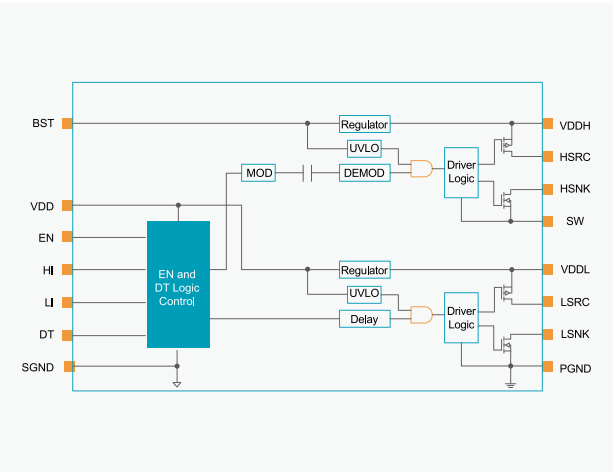 BST
Regulator
VDDH
UVLO
HSRC
MOD
DEMOD
Driver
Logic
HSNK
VDD
SW
EN
HI
EN and
DT Logic
Control
Regulator
VDDL
LI
UVLO
LSRC
Delay
Driver
Logic
DT
LSNK
SGND
PGND